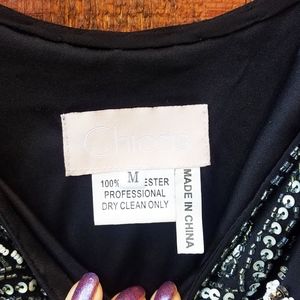 M
100% ESTER
PROFESSIONAL
DRY CLEAN ONLY
MADE IN CHINA